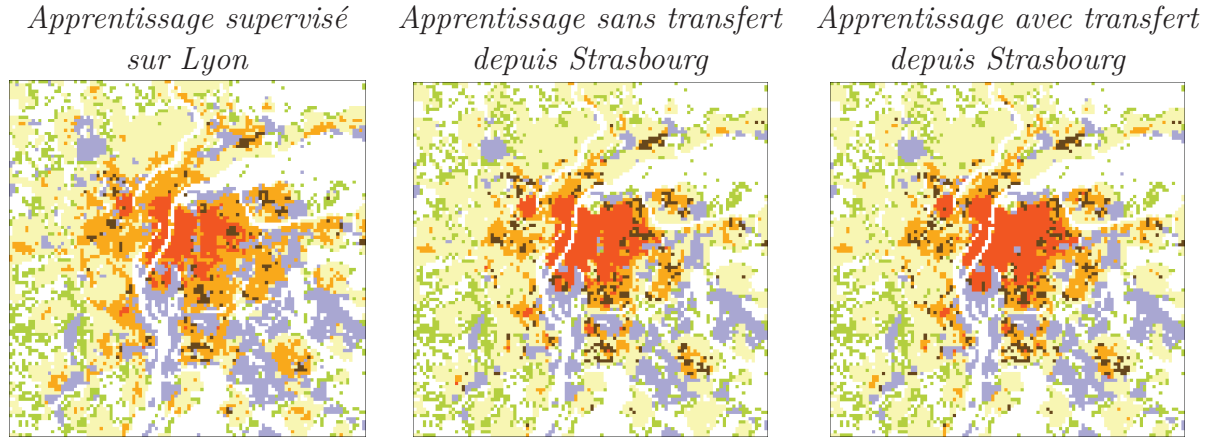 Apprentissage supervisé
sur Lyon
Apprentissage sans transfert
depuis Strasbourg
Apprentissage avec transfert
depuis Strasbourg